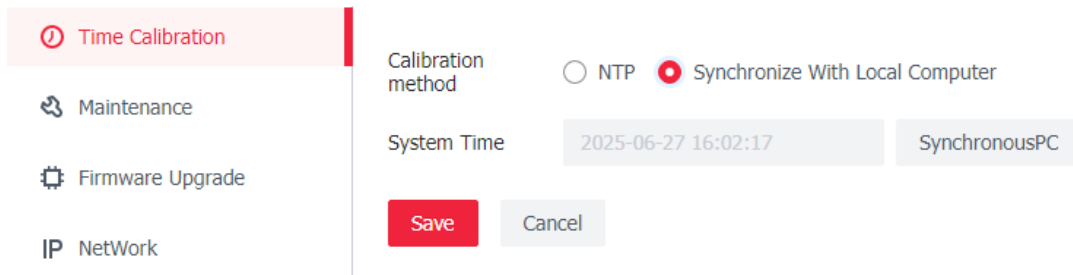 Time Calibration
Maintenance
Firmware Upgrade
IP NetWork
Calibration
method
NTP Synchronize With Local Computer
System Time 2025-06-27 16:02:17 SynchronousPC
Save Cancel